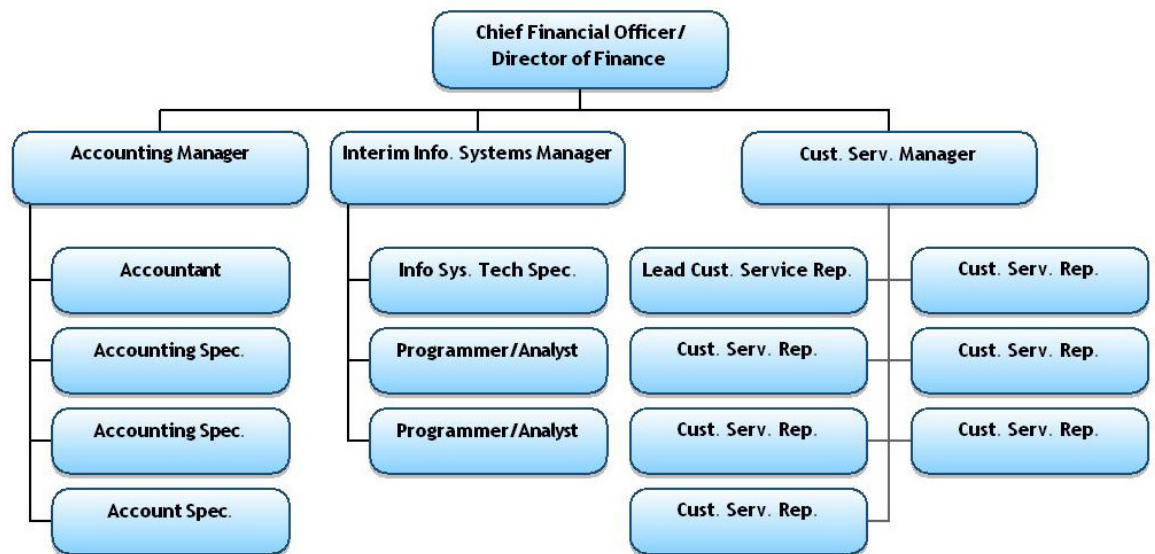 Chief Financial Officer/
Director of Finance
Accounting Manager
Interim Info. Systems Manager
Cust. Serv. Manager
Accountant
Info Sys. Tech Spec.
Lead Cust. Service Rep.
Cust. Serv. Rep.
Accounting Spec.
Programmer/Analyst
Cust. Serv. Rep.
Cust. Serv. Rep.
Accounting Spec.
Programmer/Analyst
Cust. Serv. Rep.
Cust. Serv. Rep.
Account Spec.
Cust. Serv. Rep.